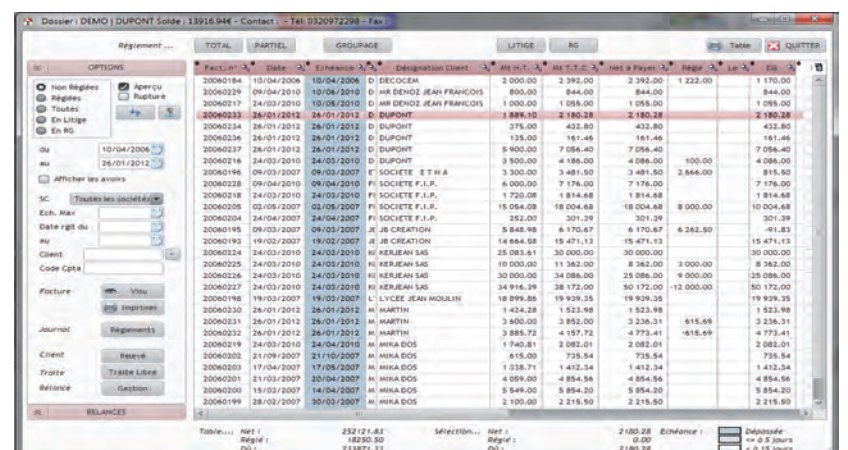 Dossier : DEMO | DUPONT Solde : 13916.94€ - Contact : - Tél: 0320972298 - Fax :
Réglement ... TOTAL PARTIEL GROUPAGE LITIGE RG Table QUITTER
OPTIONS
Non Réglées
Réglées
Toutes
En Litige
En RG
Aperçu
Rupture
du 10/04/2006
au 26/01/2012
Afficher les avoirs
SC Toutes les sociétés
Ech. Max
Date rglt du
au
Client
Code Cpta
Facture Visu
Imprimer
Journal Réglements
Client Relevé
Traite Traite Libre
Relance Gestion
RELANCES
Fact. n° Date Echéance D Désignation Client Mt H.T. Mt T.T.C. Net à Payer Réglé Le Dû
20060184 10/04/2006 10/04/2006 D DECOCEM 2 000.00 2 392.00 2 392.00 1 222.00 1 170.00
20060229 09/04/2010 10/06/2010 D MR DENOZ JEAN FRANCOIS 800.00 844.00 844.00 844.00
20060217 24/03/2010 10/05/2010 D MR DENOZ JEAN FRANCOIS 1 000.00 1 055.00 1 055.00 1 055.00
20060233 26/01/2012 26/01/2012 D DUPONT 1 889.10 2 180.28 2 180.28 2 180.28
20060234 26/01/2012 26/01/2012 D DUPONT 375.00 432.80 432.80 432.80
20060236 26/01/2012 26/01/2012 D DUPONT 135.00 161.46 161.46 161.46
20060237 26/01/2012 26/01/2012 D DUPONT 5 900.00 7 056.40 7 056.40 7 056.40
20060216 24/03/2010 24/03/2010 D DUPONT 3 500.00 4 186.00 4 086.00 100.00 4 086.00
20060196 09/03/2007 09/03/2007 E' SOCIETE E T N A 3 300.00 3 481.50 3 481.50 2 666.00 815.50
20060228 09/04/2010 09/04/2010 FI SOCIETE F.I.P. 6 000.00 7 176.00 7 176.00 7 176.00
20060218 24/03/2010 24/03/2010 FI SOCIETE F.I.P. 1 720.08 1 814.68 1 814.68 1 814.68
20060205 02/05/2007 02/05/2007 FI SOCIETE F.I.P. 15 054.08 18 004.68 18 004.68 8 000.00 10 004.68
20060204 24/04/2007 24/04/2007 FI SOCIETE F.I.P. 252.00 301.39 301.39 301.39
20060195 09/03/2007 09/03/2007 JE JB CREATION 5 848.98 6 170.67 6 170.67 6 262.50 -91.83
20060193 19/02/2007 19/02/2007 JE JB CREATION 14 664.58 15 471.13 15 471.13 15 471.13
20060224 24/03/2010 24/03/2010 KI KERJEAN SAS 25 083.61 30 000.00 30 000.00 30 000.00
20060225 24/03/2010 24/03/2010 KI KERJEAN SAS 10 000.00 11 362.00 8 362.00 3 000.00 8 362.00
20060226 24/03/2010 24/03/2010 KI KERJEAN SAS 30 000.00 34 086.00 25 086.00 9 000.00 25 086.00
20060227 24/03/2010 24/03/2010 KI KERJEAN SAS 34 916.39 38 172.00 50 172.00 -12 000.00 50 172.00
20060198 19/03/2007 19/03/2007 L' LYCEE JEAN MOULIN 18 899.86 19 939.35 19 939.35 19 939.35
20060230 26/01/2012 26/01/2012 M MARTIN 1 424.28 1 523.98 1 523.98 1 523.98
20060231 26/01/2012 26/01/2012 M MARTIN 3 600.00 3 852.00 3 236.31 615.69 3 236.31
20060232 26/01/2012 26/01/2012 M MARTIN 3 885.72 4 157.72 4 773.41 -615.69 4 773.41
20060219 24/03/2010 24/04/2010 M MIKA DOS 1 740.81 2 082.01 2 082.01 2 082.01
20060202 21/09/2007 21/10/2007 M MIKA DOS 615.00 735.54 735.54 735.54
20060203 17/04/2007 17/05/2007 M MIKA DOS 1 338.71 1 412.34 1 412.34 1 412.34
20060201 21/03/2007 20/04/2007 M MIKA DOS 4 059.00 4 854.56 4 854.56 4 854.56
20060200 15/03/2007 14/04/2007 M MIKA DOS 5 549.00 5 854.20 5 854.20 5 854.20
20060199 28/02/2007 30/03/2007 M MIKA DOS 2 100.00 2 215.50 2 215.50 2 215.50
Table.... Net : 252121.83 Sélection... Net : 2180.28 Echéance : Dépassée
Réglé : 18250.50 Réglé : 0.00 <= à 5 jours
Dû : 233871.33 Dû : 2180.28 < à 15 jours